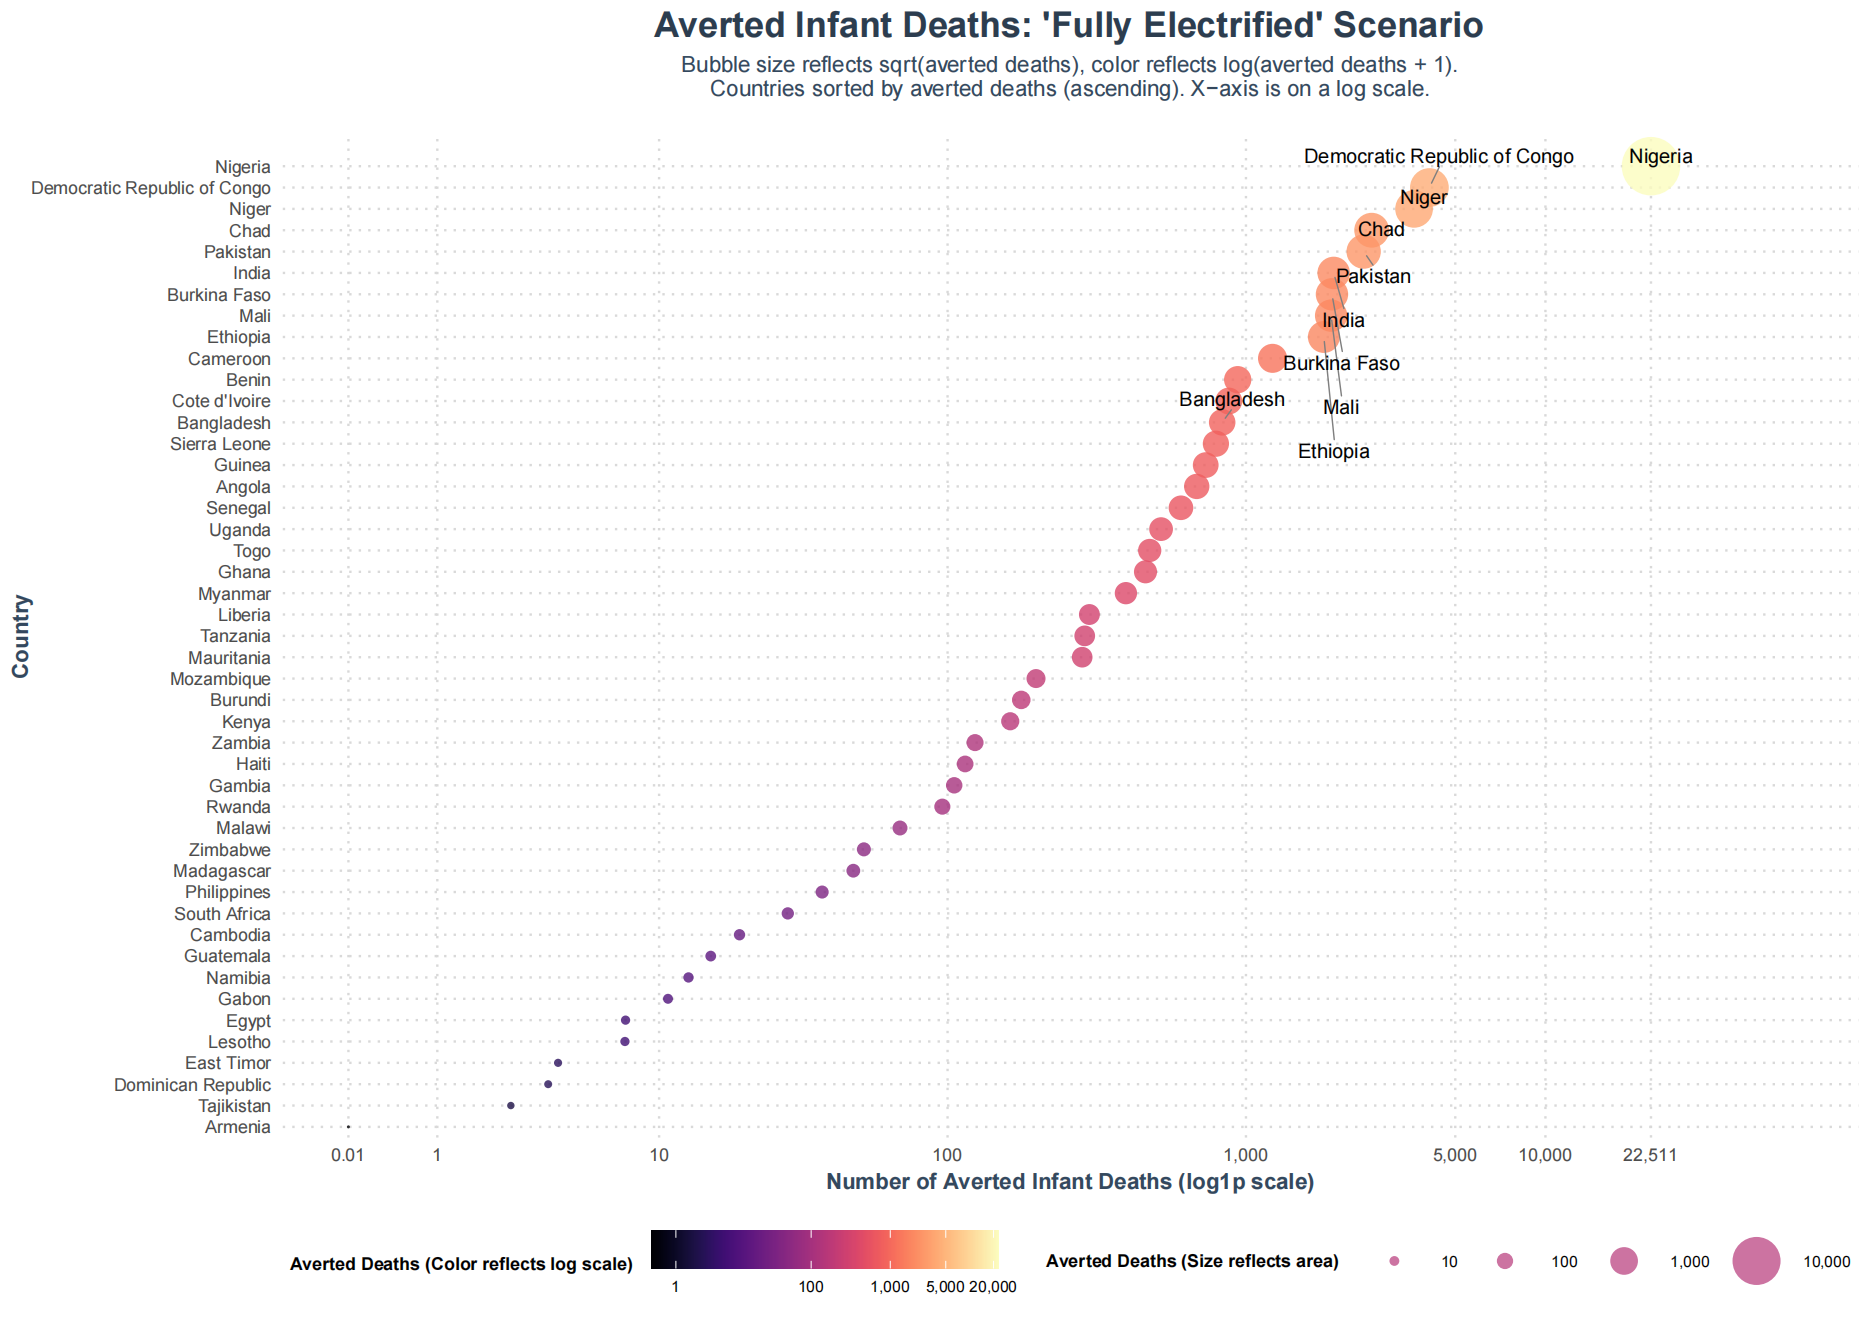 Averted Infant Deaths: 'Fully Electrified' Scenario
Bubble size reflects sqrt(averted deaths), color reflects log(averted deaths + 1).
Countries sorted by averted deaths (ascending). X−axis is on a log scale.
Country
Nigeria
Democratic Republic of Congo
Niger
Chad
Pakistan
India
Burkina Faso
Mali
Ethiopia
Cameroon
Benin
Cote d'Ivoire
Bangladesh
Sierra Leone
Guinea
Angola
Senegal
Uganda
Togo
Ghana
Myanmar
Liberia
Tanzania
Mauritania
Mozambique
Burundi
Kenya
Zambia
Haiti
Gambia
Rwanda
Malawi
Zimbabwe
Madagascar
Philippines
South Africa
Cambodia
Guatemala
Namibia
Gabon
Egypt
Lesotho
East Timor
Dominican Republic
Tajikistan
Armenia
Democratic Republic of Congo
Nigeria
Niger
Chad
Pakistan
India
Burkina Faso
Bangladesh
Mali
Ethiopia
0.01 1 10 100 1,000 5,000 10,000 22,511
Number of Averted Infant Deaths (log1p scale)
Averted Deaths (Color reflects log scale)
1 100 1,000 5,000 20,000
Averted Deaths (Size reflects area) 10 100 1,000 10,000